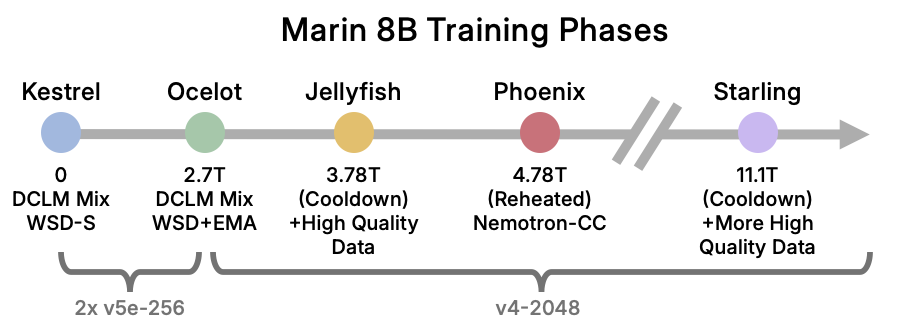 Marin 8B Training Phases
Kestrel
Ocelot
Jellyfish
Phoenix
Starling
0
DCLM Mix
WSD-S
2.7T
DCLM Mix
WSD+EMA
3.78T
(Cooldown)
+High Quality
Data
4.78T
(Reheated)
Nemotron-CC
11.1T
(Cooldown)
+More High
Quality Data
2x v5e-256
v4-2048